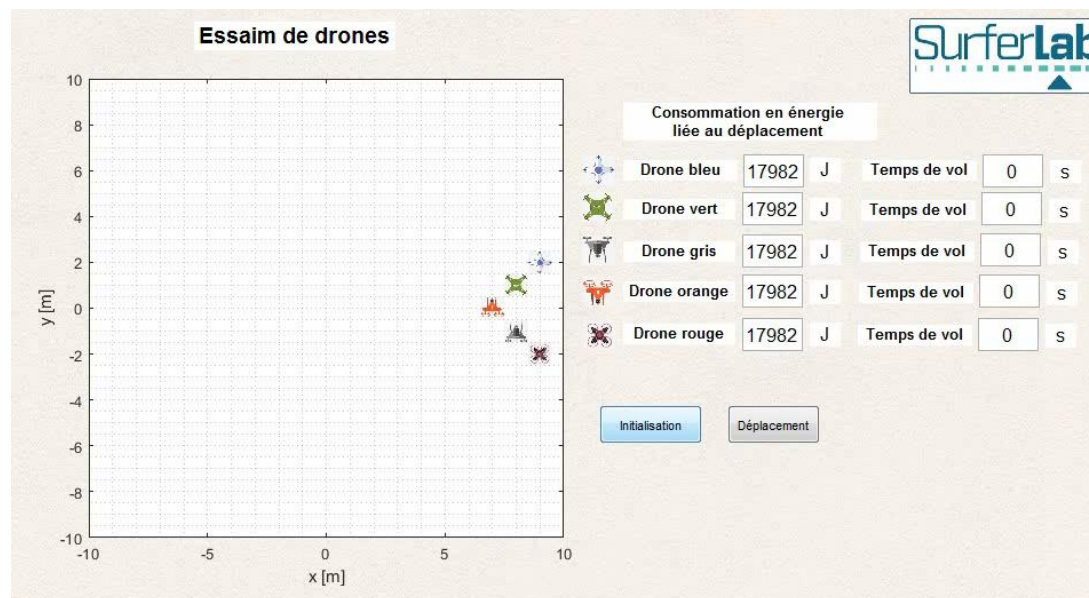 Essaim de drones
SurferLab
10
8
6
4
2
0
-2
-4
-6
-8
-10
y [m]
-10 -5 0 5 10
x [m]
Consommation en énergie
liée au déplacement
Drone bleu 17982 J Temps de vol 0 s
Drone vert 17982 J Temps de vol 0 s
Drone gris 17982 J Temps de vol 0 s
Drone orange 17982 J Temps de vol 0 s
Drone rouge 17982 J Temps de vol 0 s
Initialisation Déplacement